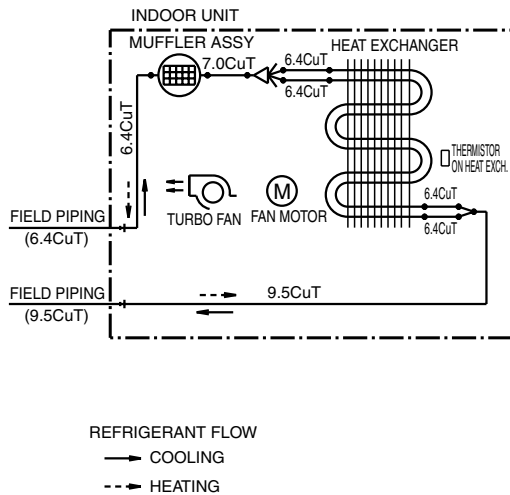 INDOOR UNIT
MUFFLER ASSY
HEAT EXCHANGER
7.0CuT
6.4CuT
6.4CuT
6.4CuT
THERMISTOR
ON HEAT EXCH.
TURBO FAN
M
FAN MOTOR
6.4CuT
6.4CuT
FIELD PIPING
(6.4CuT)
FIELD PIPING
(9.5CuT)
9.5CuT
REFRIGERANT FLOW
COOLING
HEATING